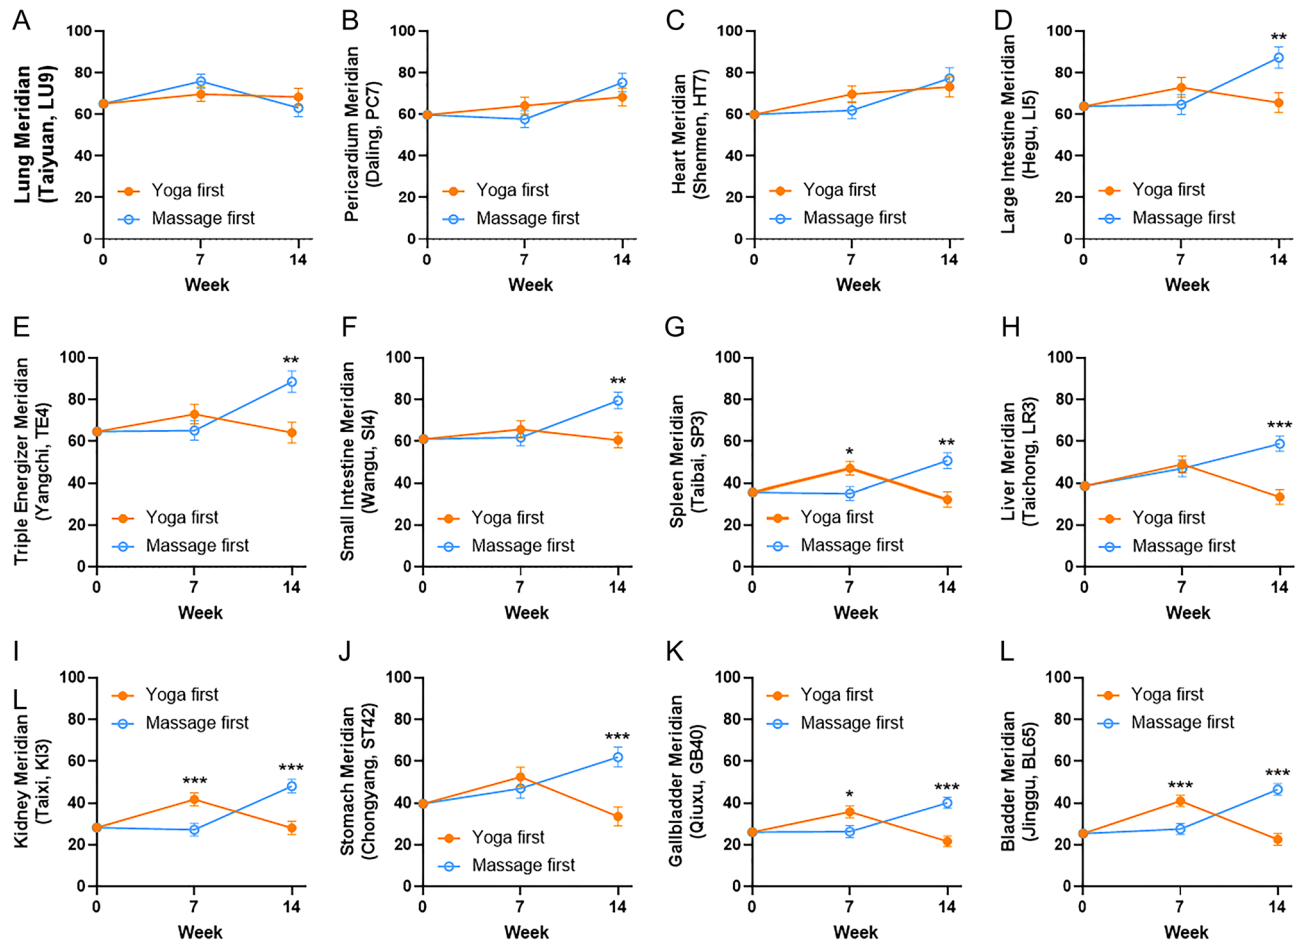 A
Lung Meridian
(Taiyuan, LU9)
100
80
60
40
20
0
Yoga first
Massage first
0 7 14
Week
B
Pericardium Meridian
(Daling, PC7)
100
80
60
40
20
0
Yoga first
Massage first
0 7 14
Week
C
Heart Meridian
(Shenmen, HT7)
100
80
60
40
20
0
Yoga first
Massage first
0 7 14
Week
D
Large Intestine Meridian
(Hegu, LI5)
100
80
60
40
20
0
**
Yoga first
Massage first
0 7 14
Week
E
Triple Energizer Meridian
(Yangchi, TE4)
100
80
60
40
20
0
**
Yoga first
Massage first
0 7 14
Week
F
Small Intestine Meridian
(Wangu, SI4)
100
80
60
40
20
0
**
Yoga first
Massage first
0 7 14
Week
G
Spleen Meridian
(Taibai, SP3)
100
80
60
40
20
0
* **
Yoga first
Massage first
0 7 14
Week
H
Liver Meridian
(Taichong, LR3)
100
80
60
40
20
0
***
Yoga first
Massage first
0 7 14
Week
I
Kidney Meridian
(Taixi, KI3)
100
80
60
40
20
0
Yoga first
Massage first
*** ***
0 7 14
Week
J
Stomach Meridian
(Chongyang, ST42)
100
80
60
40
20
0
***
Yoga first
Massage first
0 7 14
Week
K
Gallbladder Meridian
(Qiuxu, GB40)
100
80
60
40
20
0
Yoga first
Massage first
* ***
0 7 14
Week
L
Bladder Meridian
(Jinggu, BL65)
100
80
60
40
20
0
Yoga first
Massage first
*** ***
0 7 14
Week